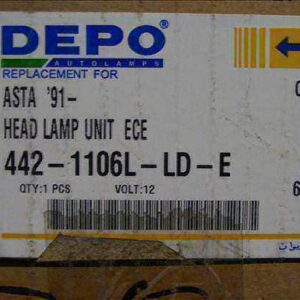 DEPO®
AUTOLAMPS
REPLACEMENT FOR
ASTA '91-
HEAD LAMP UNIT ECE
442-1106L-LD-E
QTY:1 PCS VOLT:12